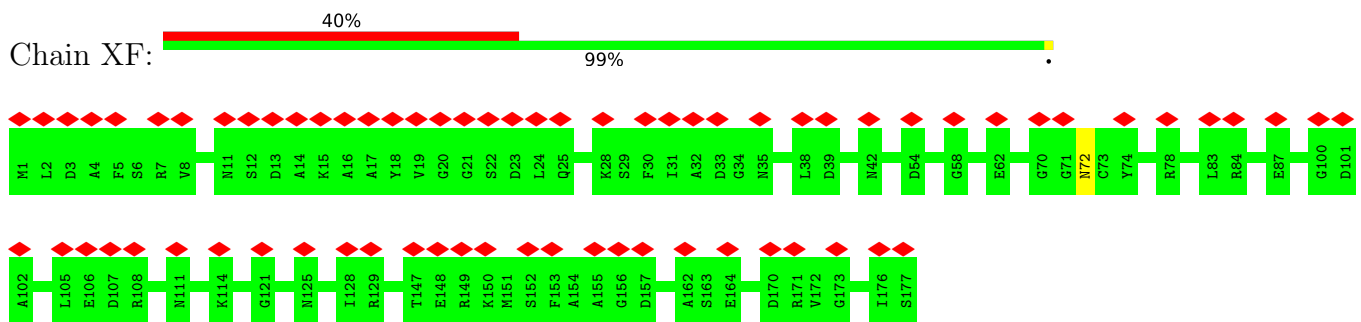 40%
Chain XF:
99%
•
M1 L2 D3 A4 F5 S6 R7 V8 N11 S12 D13 A14 K15 A16 A17 Y18 V19 G20 G21 S22 D23 L24 Q25 K28 S29 F30 I31 A32 D33 G34 N35 L38 D39 N42 D54 G58 E62 G70 G71 N72 C73 Y74 R78 L83 R84 E87 G100 D101
A102 L105 E106 D107 R108 N111 K114 G121 N125 I128 R129 T147 E148 R149 K150 M151 S152 F153 A154 A155 G156 D157 A162 S163 E164 D170 R171 V172 G173 I176 S177